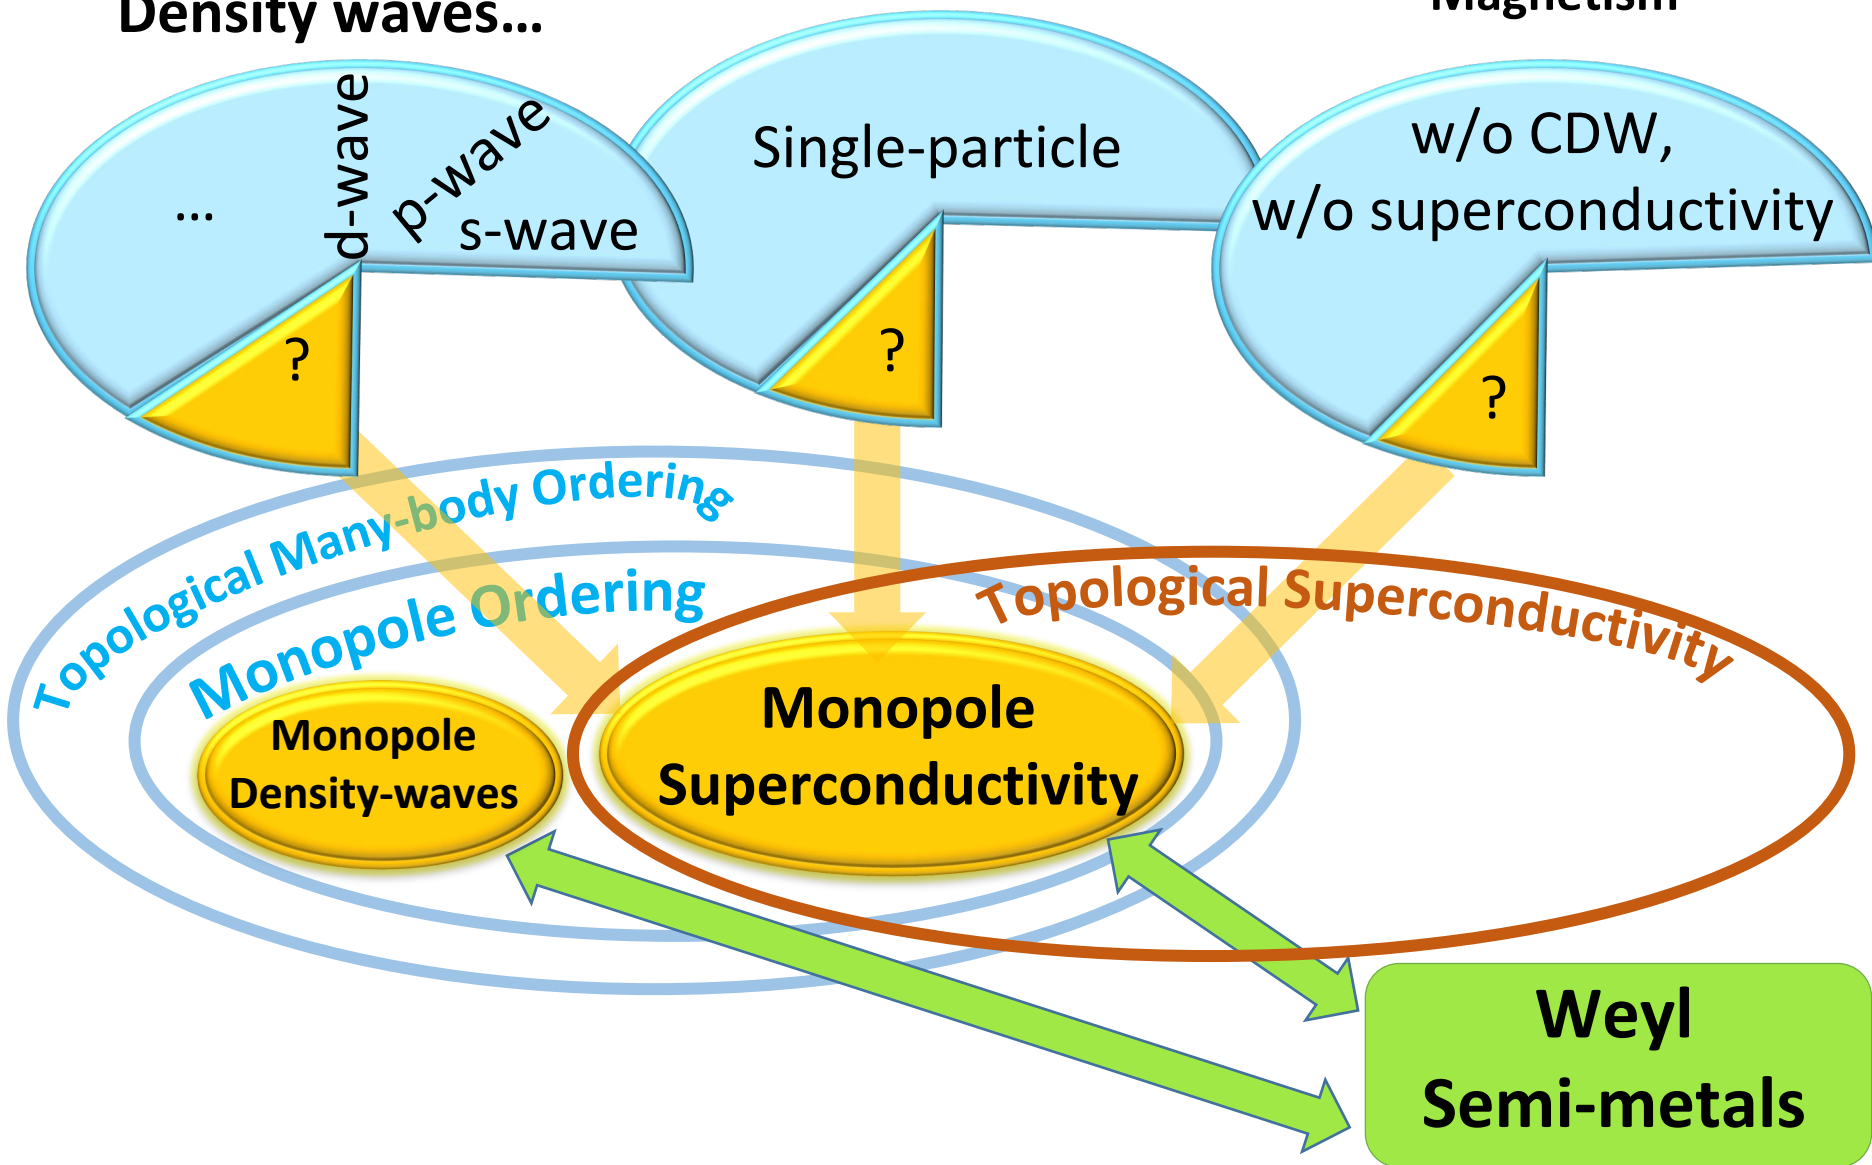 Density waves...
Magnetism
d-wave
p-wave
s-wave
...
Single-particle
w/o CDW,
w/o superconductivity
?
?
?
Topological Many-body Ordering
Monopole Ordering
Topological Superconductivity
Monopole
Density-waves
Monopole
Superconductivity
Weyl
Semi-metals